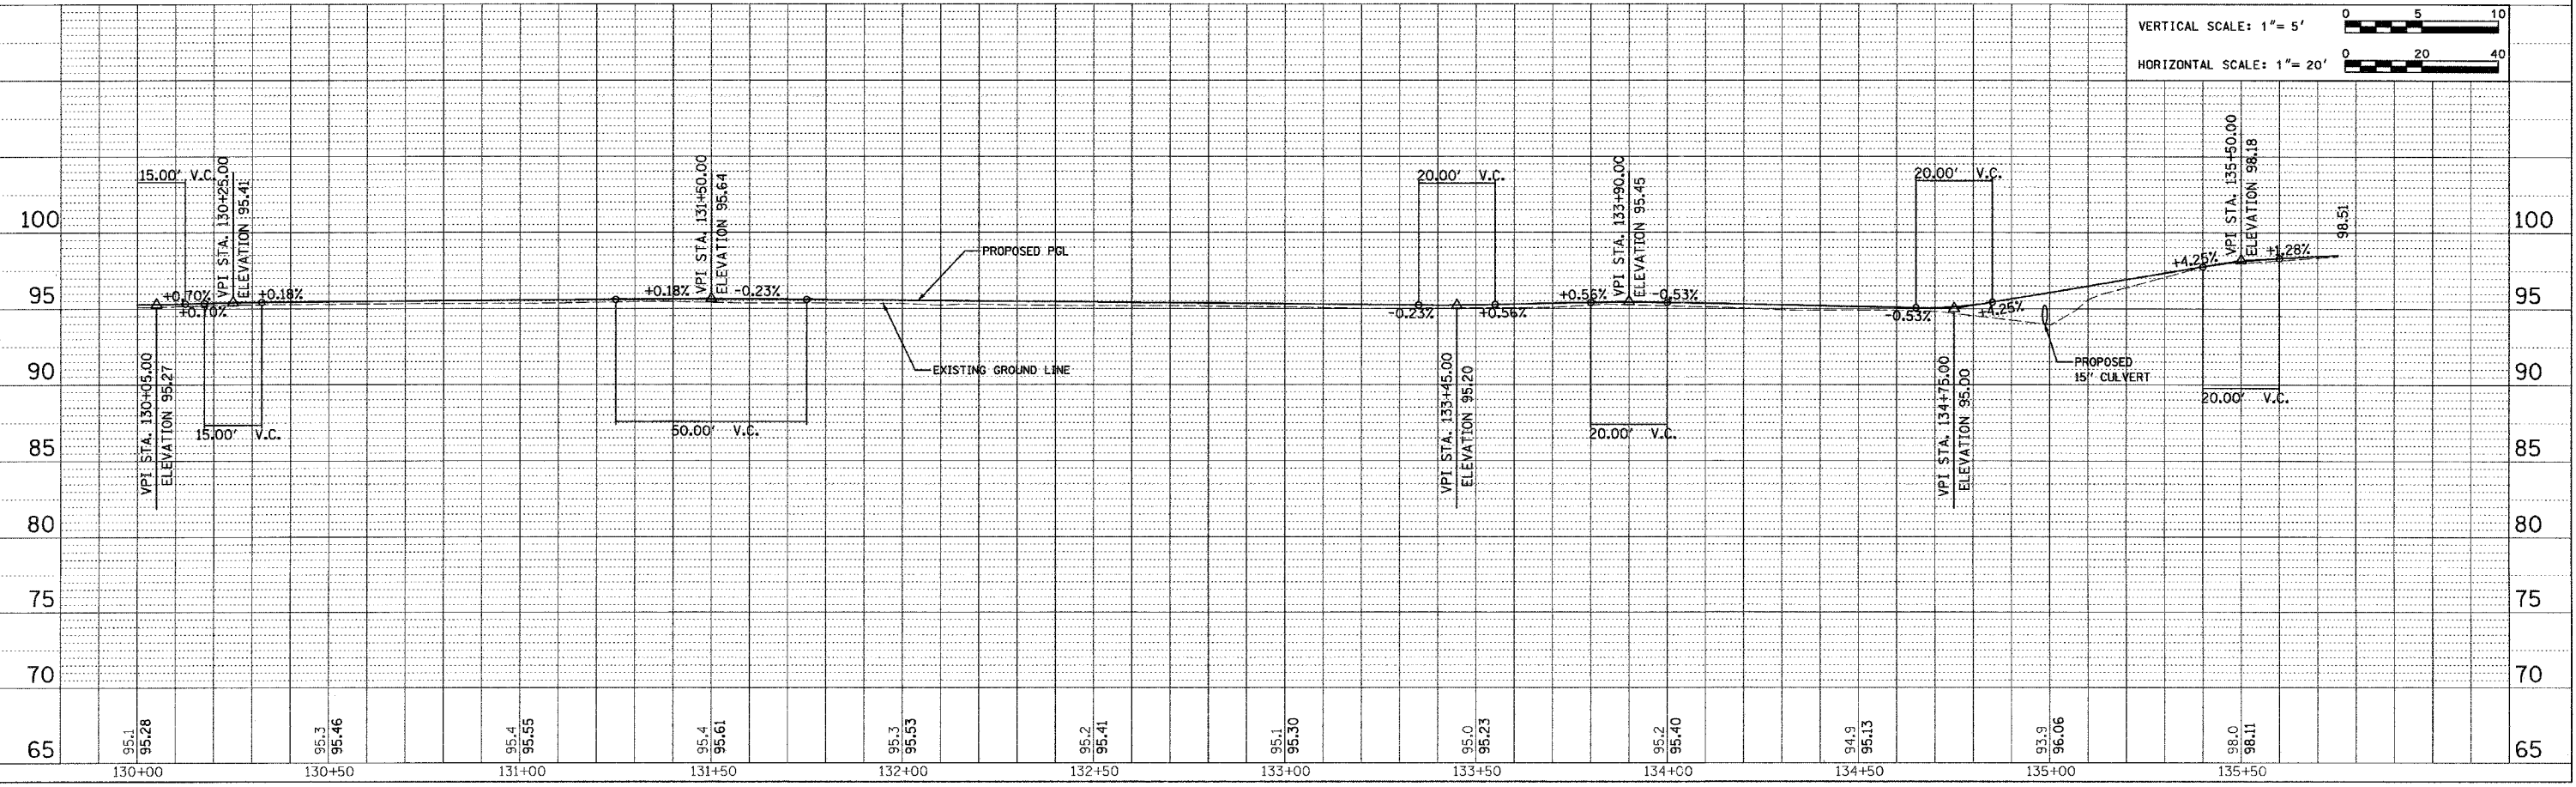 VERTICAL SCALE: 1"= 5'
0 5 10
HORIZONTAL SCALE: 1"= 20'
0 20 40
15.00' V.C.
VPI STA. 130+25.00
ELEVATION 95.41
VPI STA. 131+50.00
ELEVATION 95.64
20.00' V.C.
VPI STA. 133+90.00
ELEVATION 95.45
20.00' V.C.
VPI STA. 135+50.00
ELEVATION 98.18
98.51
100 100
PROPOSED PGL
+4.25% +1.28%
95 95
+0.70% +0.18% +0.18% -0.23% +0.56% -0.53%
+0.70% -0.23% +0.56% -0.53% +4.25%
VPI STA. 130+05.00
ELEVATION 95.27
EXISTING GROUND LINE
VPI STA. 133+45.00
ELEVATION 95.20
VPI STA. 134+75.00
ELEVATION 95.00
PROPOSED
15" CULVERT
90 90
20.00' V.C.
15.00' V.C.
50.00' V.C.
20.00' V.C.
85 85
80 80
75 75
70 70
65 65
95.1
95.28
95.3
95.46
95.4
95.55
95.4
95.61
95.3
95.53
95.2
95.41
95.1
95.30
95.0
95.23
95.2
95.40
94.9
95.13
93.9
96.06
98.0
98.11
130+00 130+50 131+00 131+50 132+00 132+50 133+00 133+50 134+00 134+50 135+00 135+50